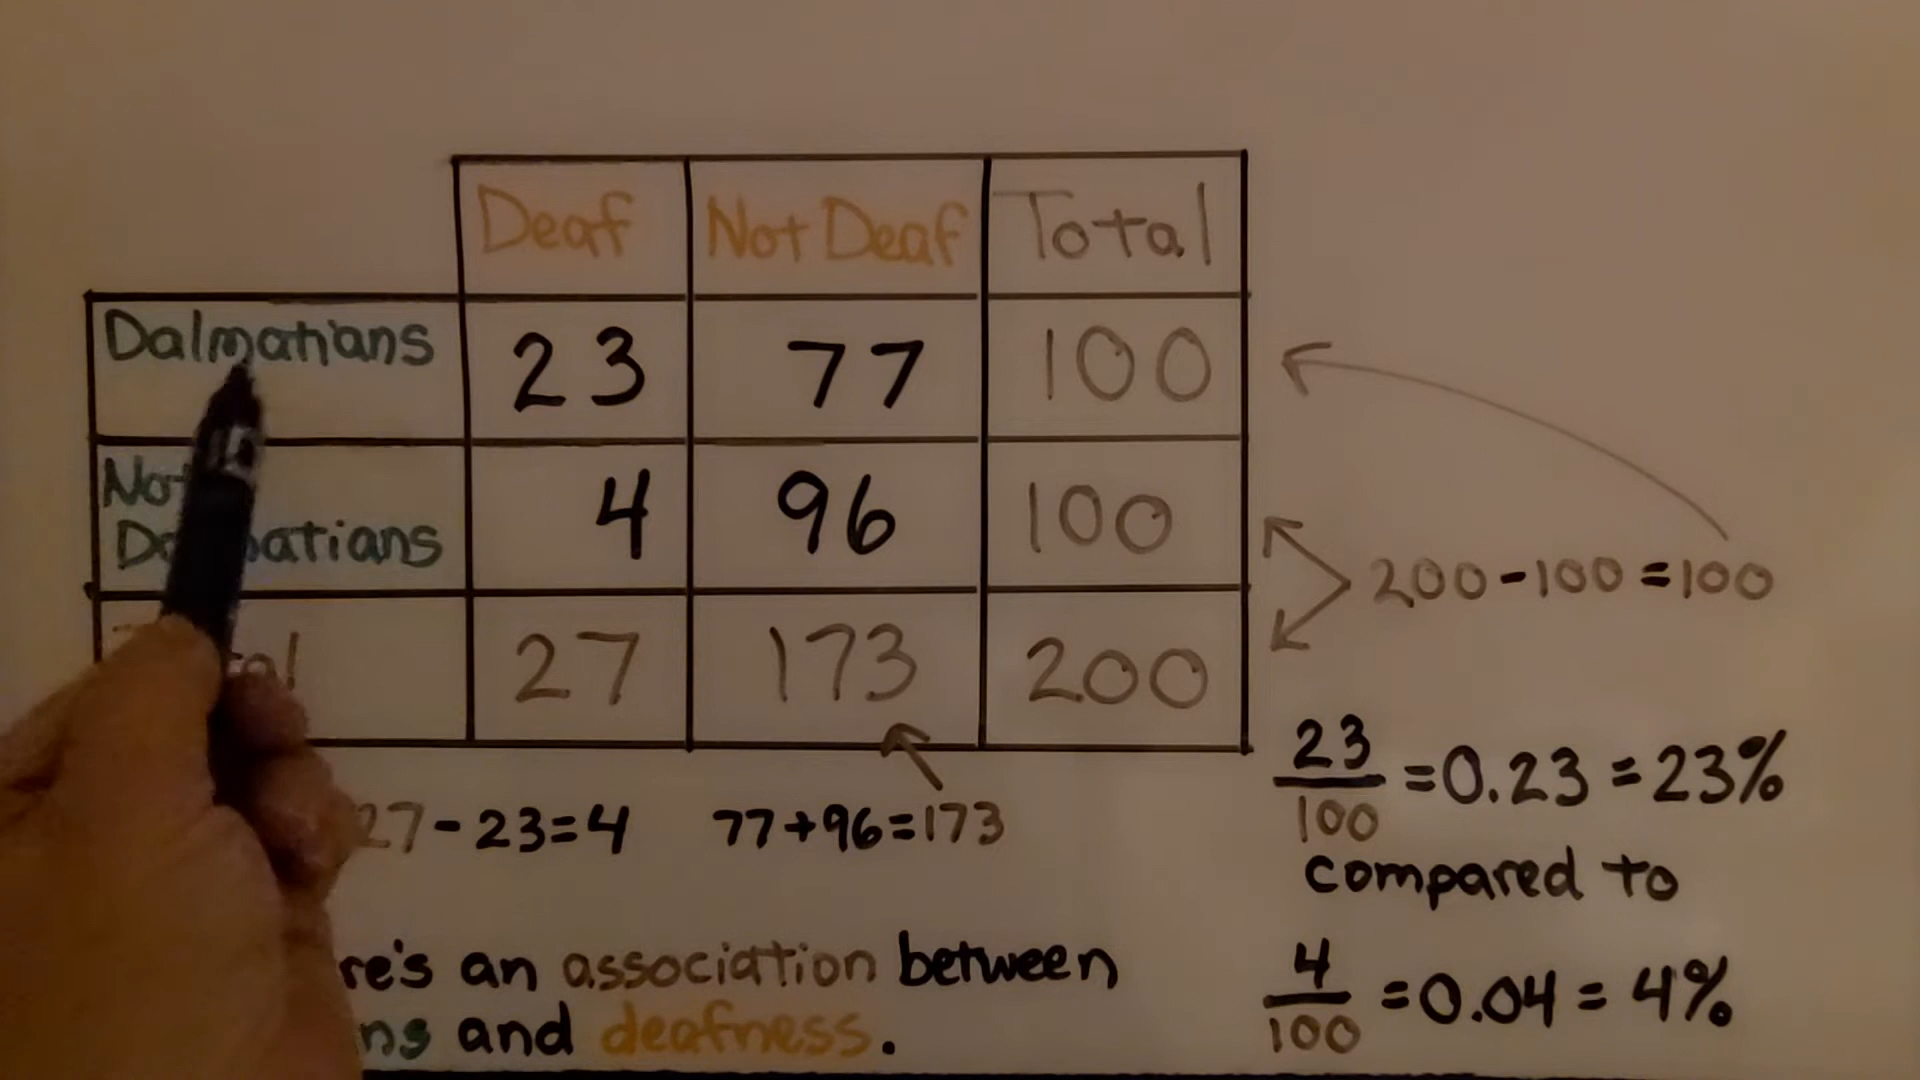 Deaf Not Deaf Total
Dalmatians 23 77 100
Not 4 96 100
200-100=100
27 173 200
23/100 =0.23 =23%
27-23=4 77+96=173
compared to
an association between
and deafness.
4/100 =0.04= 4%